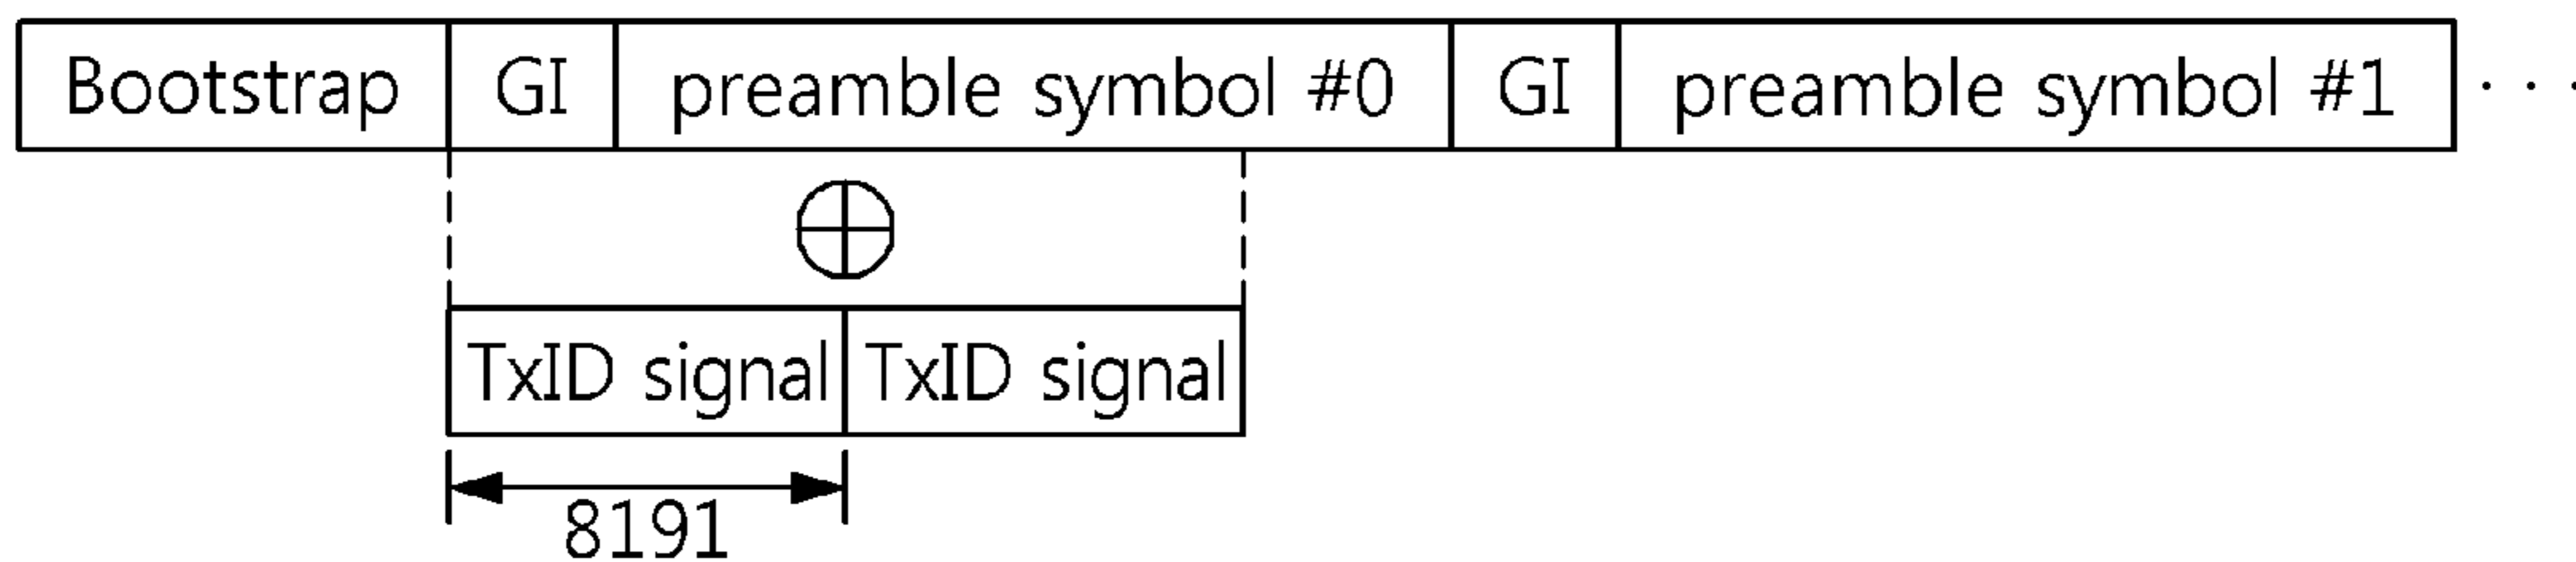 Bootstrap GI preamble symbol #0 GI preamble symbol #1 · · ·
TxID signal TxID signal
8191